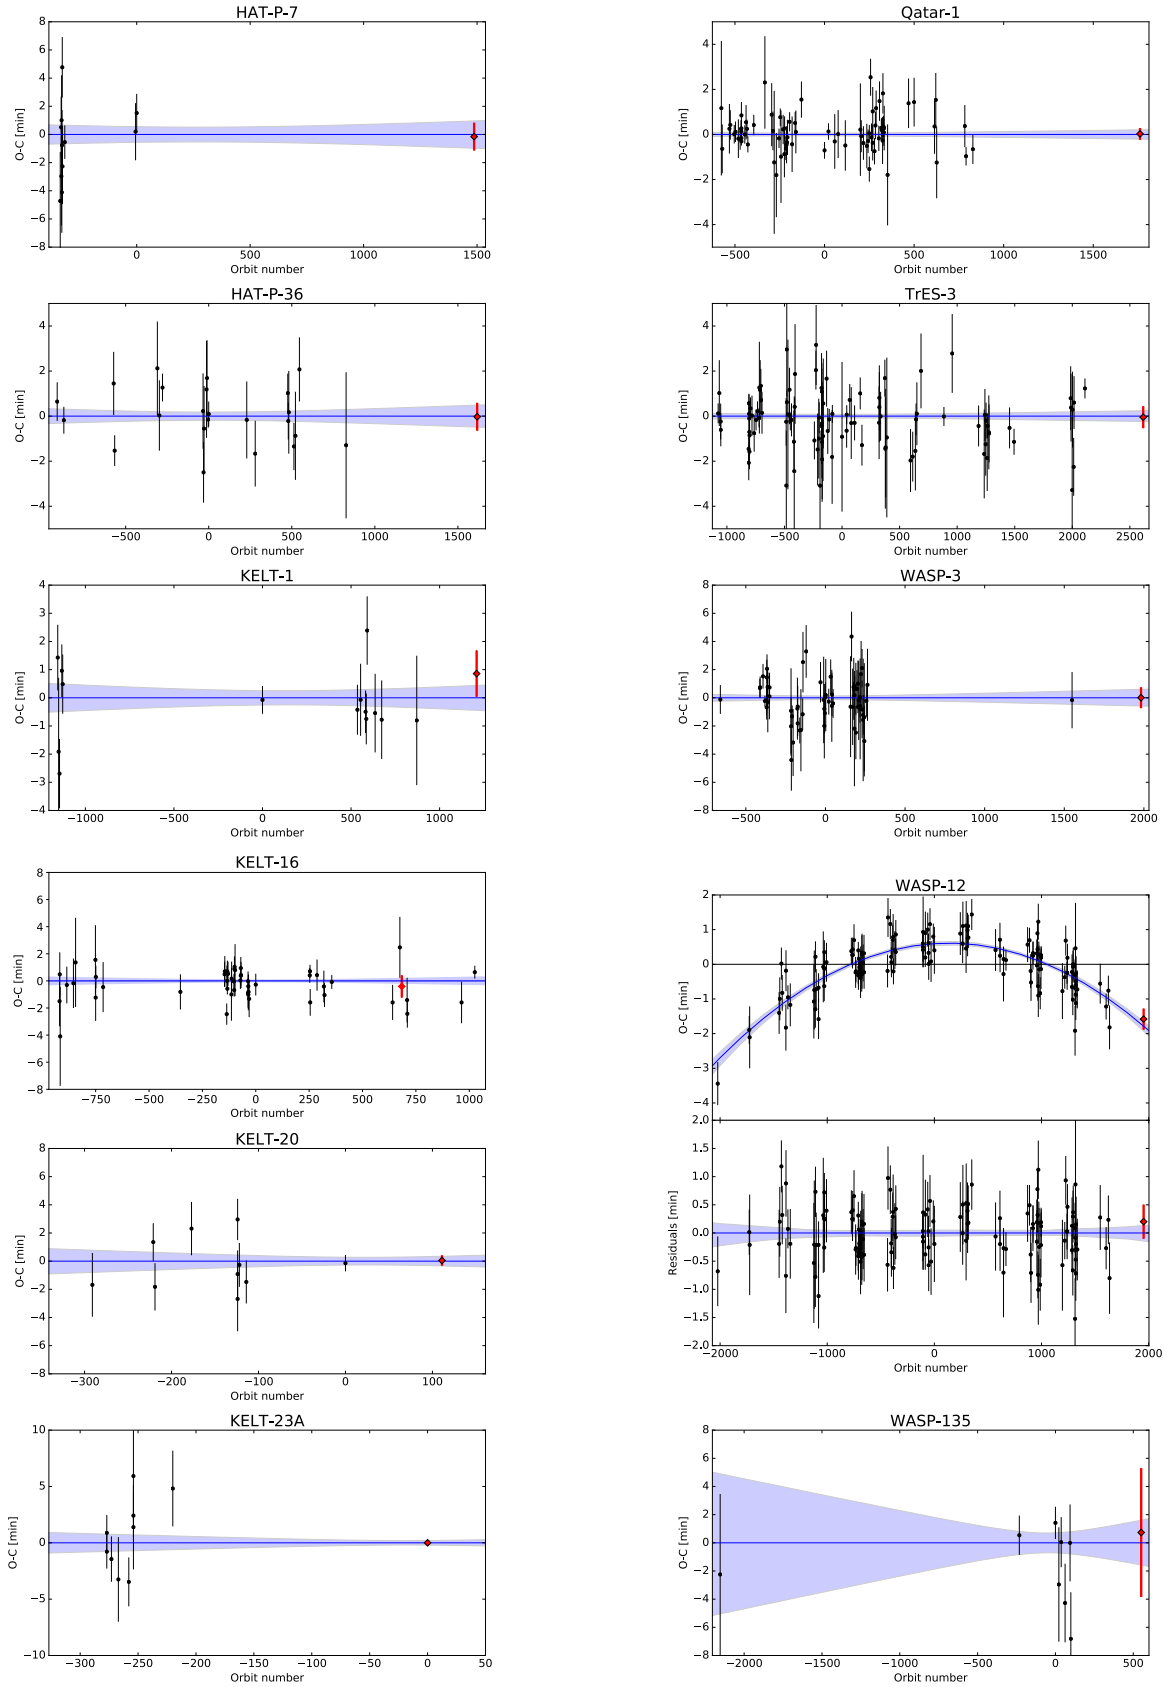 HAT-P-7
8
6
4
2
0
−2
−4
−6
−8
O-C [min]
0 500 1000 1500
Orbit number
Qatar-1
4
2
0
−2
−4
O-C [min]
−500 0 500 1000 1500
Orbit number
HAT-P-36
4
2
0
−2
−4
O-C [min]
−500 0 500 1000 1500
Orbit number
TrES-3
4
2
0
−2
−4
O-C [min]
−1000 −500 0 500 1000 1500 2000 2500
Orbit number
KELT-1
4
3
2
1
0
−1
−2
−3
−4
O-C [min]
−1000 −500 0 500 1000
Orbit number
WASP-3
8
6
4
2
0
−2
−4
−6
−8
O-C [min]
−500 0 500 1000 1500 2000
Orbit number
KELT-16
8
6
4
2
0
−2
−4
−6
−8
O-C [min]
−750 −500 −250 0 250 500 750 1000
Orbit number
WASP-12
2
1
0
−1
−2
−3
−4
O-C [min]
2.0
1.5
1.0
0.5
0.0
−0.5
−1.0
−1.5
−2.0
Residuals [min]
−2000 −1000 0 1000 2000
Orbit number
KELT-20
8
6
4
2
0
−2
−4
−6
−8
O-C [min]
−300 −200 −100 0 100
Orbit number
KELT-23A
10
5
0
−5
−10
O-C [min]
−300 −250 −200 −150 −100 −50 0 50
Orbit number
WASP-135
8
6
4
2
0
−2
−4
−6
−8
O-C [min]
−2000 −1500 −1000 −500 0 500
Orbit number